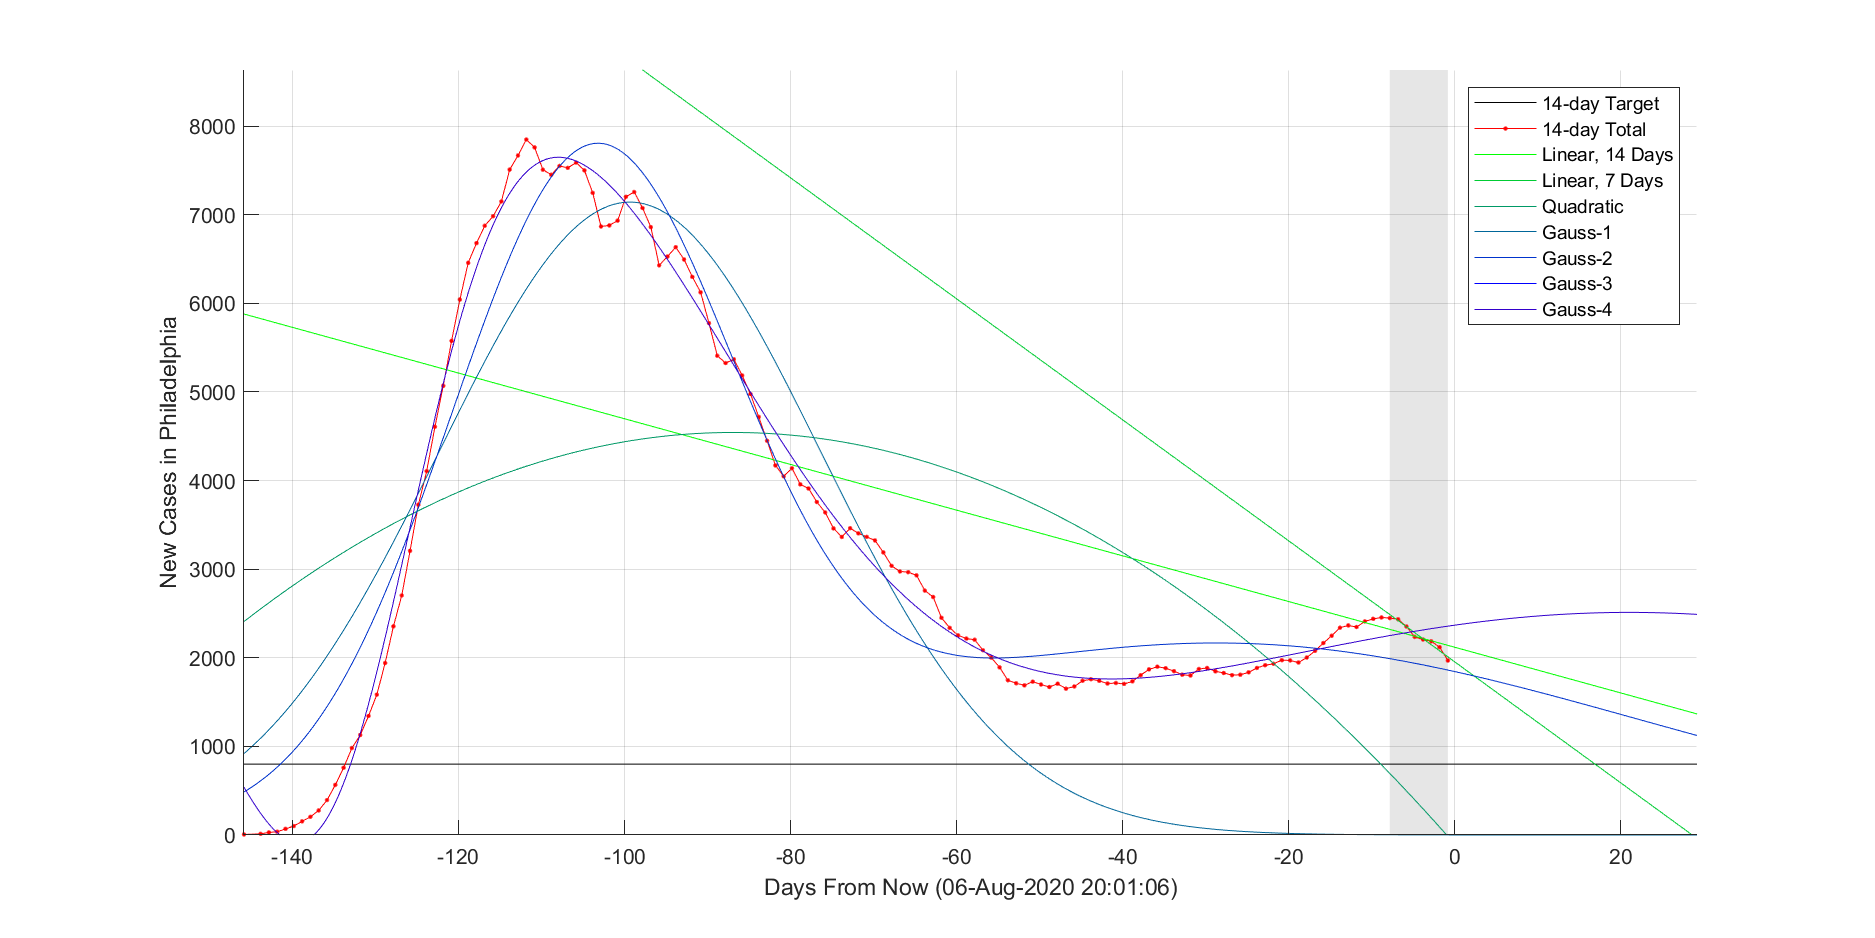 8000
7000
6000
5000
4000
3000
2000
1000
0
New Cases in Philadelphia
-140 -120 -100 -80 -60 -40 -20 0 20
Days From Now (06-Aug-2020 20:01:06)
14-day Target
14-day Total
Linear, 14 Days
Linear, 7 Days
Quadratic
Gauss-1
Gauss-2
Gauss-3
Gauss-4